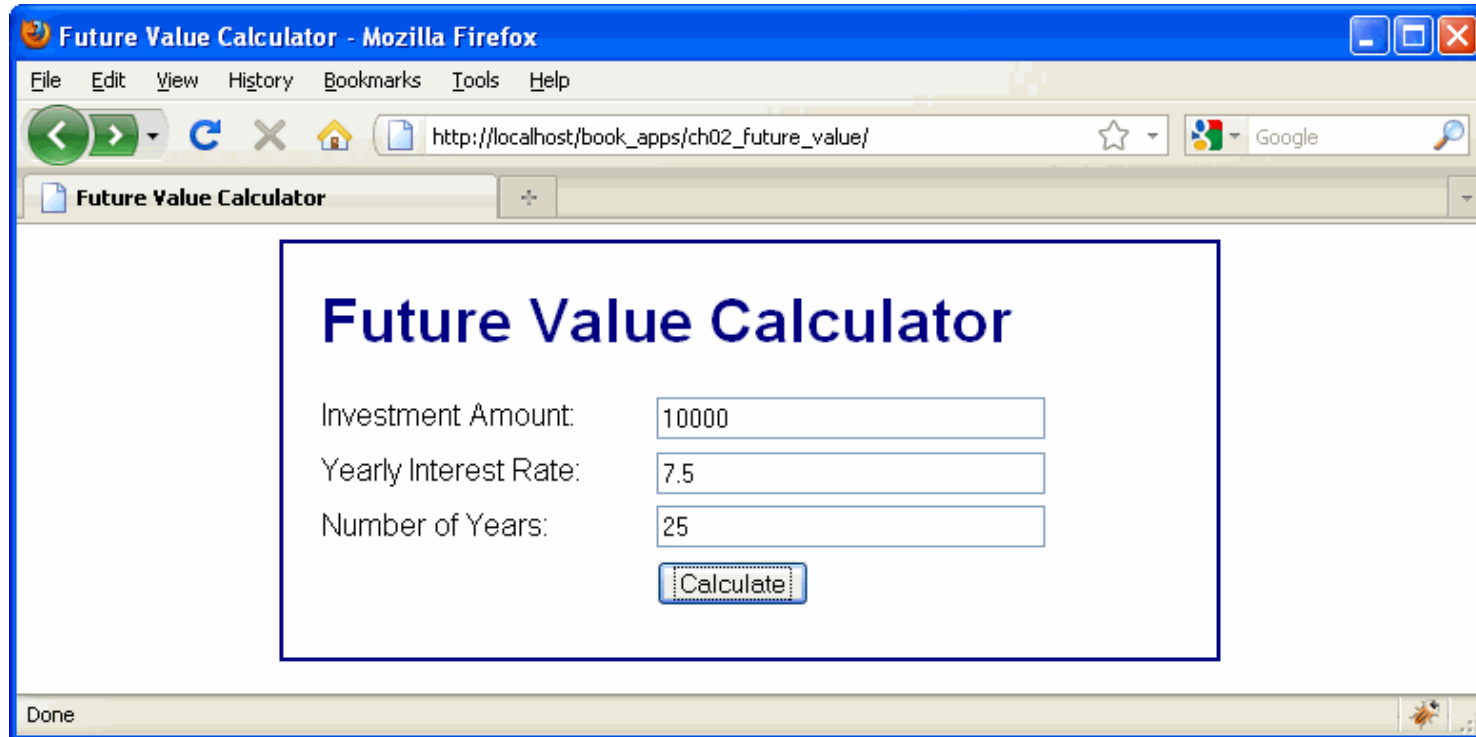 Future Value Calculator - Mozilla Firefox
File Edit View History Bookmarks Tools Help
http://localhost/book_apps/ch02_future_value/ Google
Future Value Calculator
Future Value Calculator
Investment Amount: 10000
Yearly Interest Rate: 7.5
Number of Years: 25
Calculate
Done